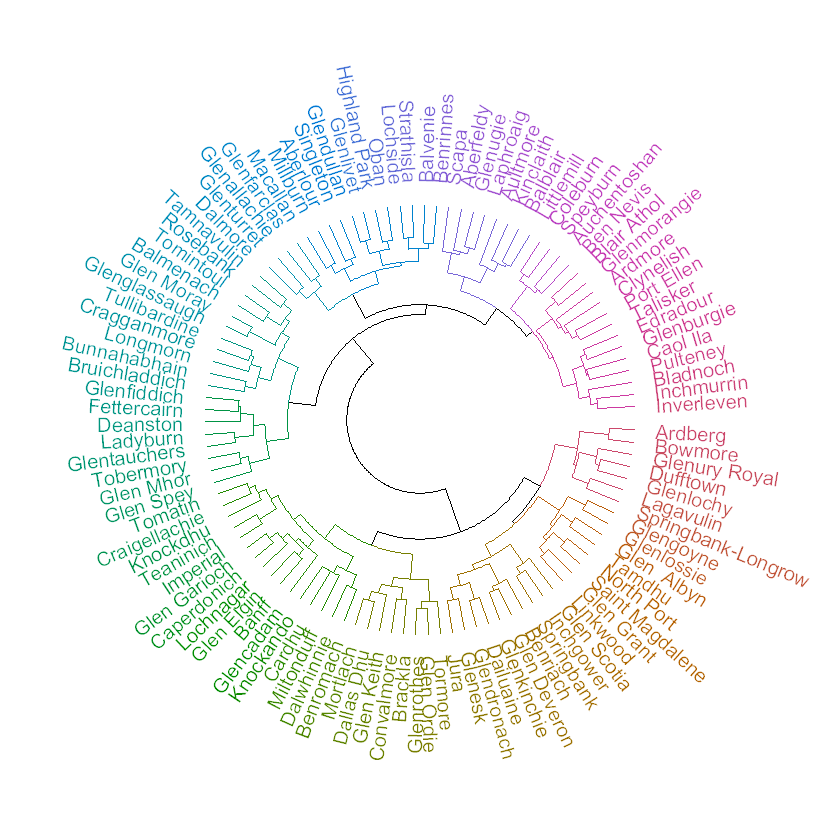 Balvenie
Benrinnes
Scapa
Aberfeldy
Glenugie
Laphroaig
Aultmore
Kinclaith
Balblair
Littlemill
Coleburn
Speyburn
Auchentoshan
Ben Nevis
Blair Athol
Glenmorangie
Ardmore
Clynelish
Port Ellen
Talisker
Edradour
Glenburgie
Caol Ila
Pulteney
Bladnoch
Inchmurrin
Inverleven
Ardberg
Bowmore
Glenury Royal
Dufftown
Glenlochy
Lagavulin
Springbank-Longrow
Glengoyne
Glenlossie
Glen Albyn
Tamdhu
North Port
Saint Magdalene
Glen Grant
Linkwood
Glen Scotia
Inchgower
Springbank
Benriach
Glen Deveron
Glenkinchie
Dailuaine
Glendronach
Glenesk
Jura
Tormore
Glen Ordie
Glenrothes
Brackla
Convalmore
Glen Keith
Dallas Dhu
Mortlach
Benromach
Dalwhinnie
Miltonduff
Cardhu
Knockando
Glencadam
Banff
Glen Elgin
Lochnagar
Caperdonich
Glen Garioch
Imperial
Teaninich
Knockdhu
Craigellachie
Tomatin
Glen Spey
Glen Mhor
Tobermory
Glentauchers
Ladyburn
Deanston
Fettercairn
Glenfiddich
Bruichladdich
Bunnahabhain
Longmorn
Cragganmore
Tullibardine
Glenglassaugh
Glen Moray
Balmenach
Tomintoul
Rosebank
Tamnavulin
Dalmore
Glenturret
Glenallachie
Glenfarclas
Macallan
Millburn
Aberlour
Singleton
Glendullan
Glenlivet
Highland Park
Oban
Lochside
Strathisla